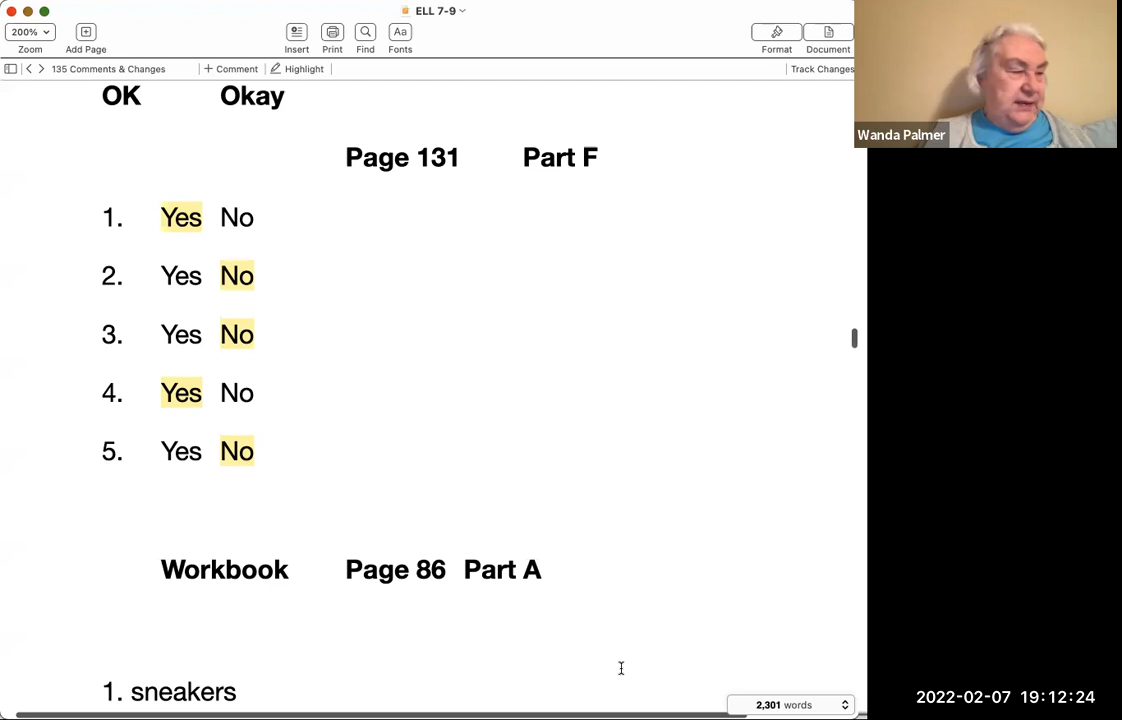 ELL 7-9
200%
Zoom
Add Page
Insert
Print
Find
Aa
Fonts
Format
Document
135 Comments & Changes
+ Comment
Highlight
Track Changes
Wanda Palmer
OK Okay
Page 131 Part F
1. Yes No
2. Yes No
3. Yes No
4. Yes No
5. Yes No
Workbook Page 86 Part A
1. sneakers
2,301 words
2022-02-07 19:12:24